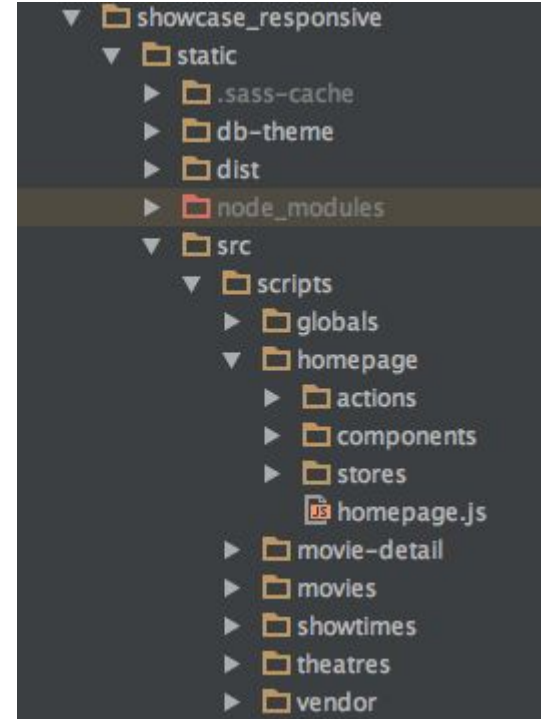 showcase_responsive
static
.sass-cache
db-theme
dist
node_modules
src
scripts
globals
homepage
actions
components
stores
JS homepage.js
movie-detail
movies
showtimes
theatres
vendor